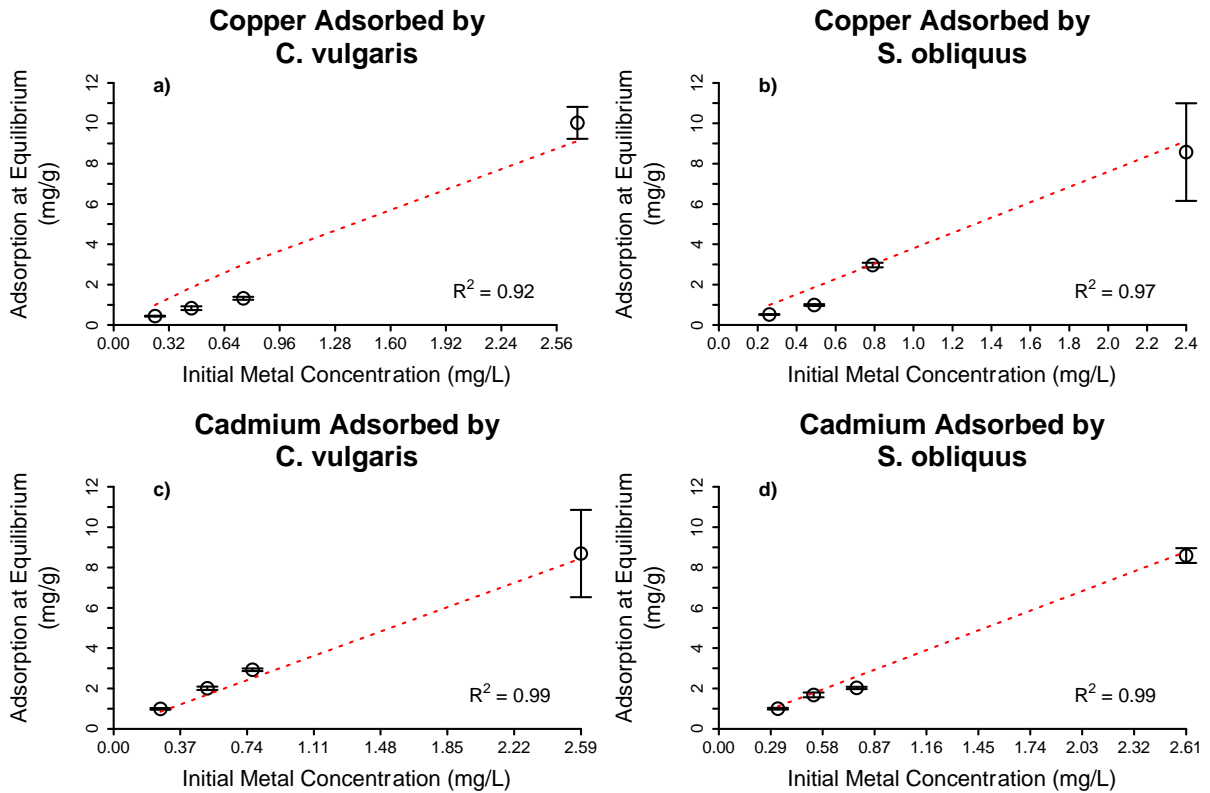 Copper Adsorbed by
C. vulgaris
a)
Adsorption at Equilibrium
(mg/g)
12
10
8
6
4
2
0
R² = 0.92
0.00 0.32 0.64 0.96 1.28 1.60 1.92 2.24 2.56
Initial Metal Concentration (mg/L)
Copper Adsorbed by
S. obliquus
b)
Adsorption at Equilibrium
(mg/g)
12
10
8
6
4
2
0
R² = 0.97
0.0 0.2 0.4 0.6 0.8 1.0 1.2 1.4 1.6 1.8 2.0 2.2 2.4
Initial Metal Concentration (mg/L)
Cadmium Adsorbed by
C. vulgaris
c)
Adsorption at Equilibrium
(mg/g)
12
10
8
6
4
2
0
R² = 0.99
0.00 0.37 0.74 1.11 1.48 1.85 2.22 2.59
Initial Metal Concentration (mg/L)
Cadmium Adsorbed by
S. obliquus
d)
Adsorption at Equilibrium
(mg/g)
12
10
8
6
4
2
0
R² = 0.99
0.00 0.29 0.58 0.87 1.16 1.45 1.74 2.03 2.32 2.61
Initial Metal Concentration (mg/L)